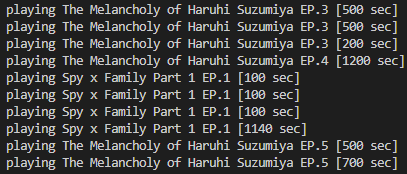 playing The Melancholy of Haruhi Suzumiya EP.3 [500 sec]
playing The Melancholy of Haruhi Suzumiya EP.3 [500 sec]
playing The Melancholy of Haruhi Suzumiya EP.3 [200 sec]
playing The Melancholy of Haruhi Suzumiya EP.4 [1200 sec]
playing Spy x Family Part 1 EP.1 [100 sec]
playing Spy x Family Part 1 EP.1 [100 sec]
playing Spy x Family Part 1 EP.1 [100 sec]
playing Spy x Family Part 1 EP.1 [1140 sec]
playing The Melancholy of Haruhi Suzumiya EP.5 [500 sec]
playing The Melancholy of Haruhi Suzumiya EP.5 [700 sec]